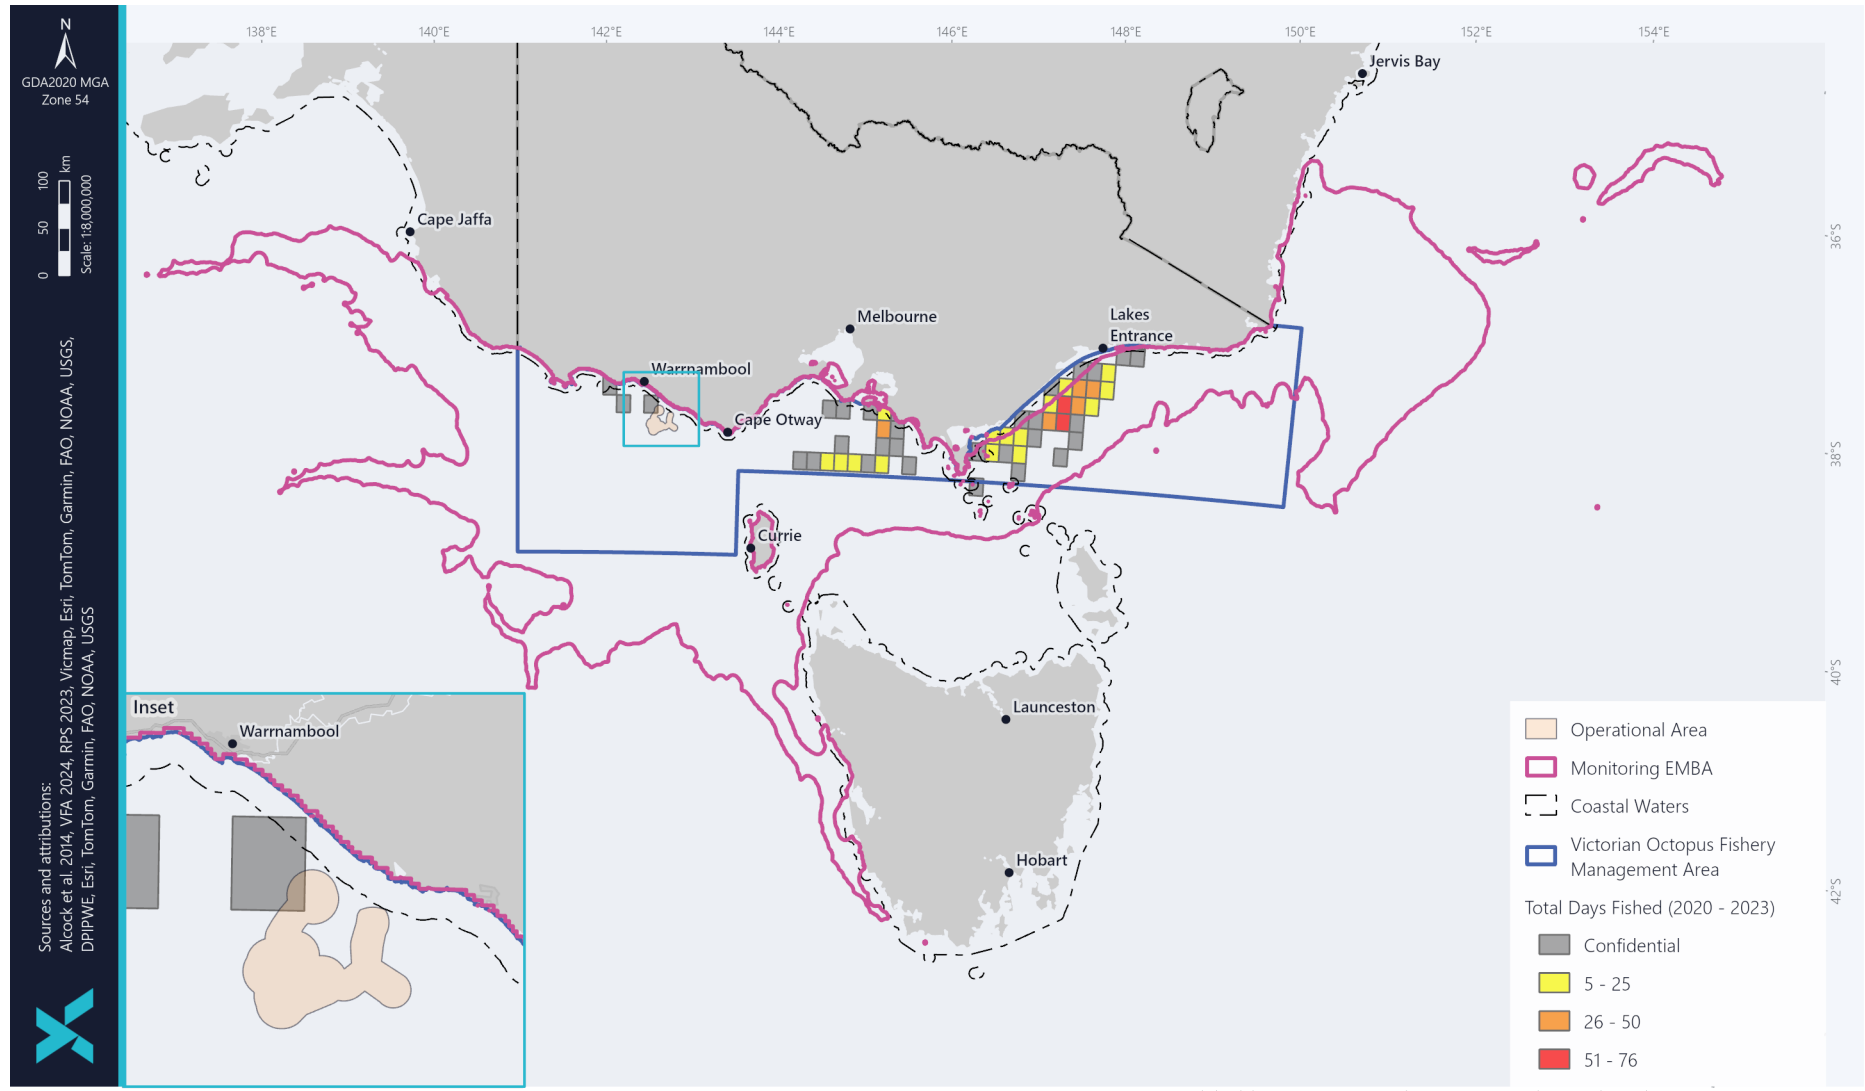 N
GDA2020 MGA
Zone 54
0 50 100 km
Scale: 1:8,000,000
Sources and attributions:
Alcock et al. 2014, VFA 2024, RPS 2023, Vicmap, Esri, TomTom, Garmin, FAO, NOAA, USGS,
DPIPWE, Esri, TomTom, Garmin, FAO, NOAA, USGS
138°E 140°E 142°E 144°E 146°E 148°E 150°E 152°E 154°E
36°S
38°S
40°S
42°S
Jervis Bay
Cape Jaffa
Melbourne
Lakes
Entrance
Warrnambool
Cape Otway
Currie
Launceston
Hobart
Inset
Warrnambool
Operational Area
Monitoring EMBA
Coastal Waters
Victorian Octopus Fishery
Management Area
Total Days Fished (2020 - 2023)
Confidential
5 - 25
26 - 50
51 - 76